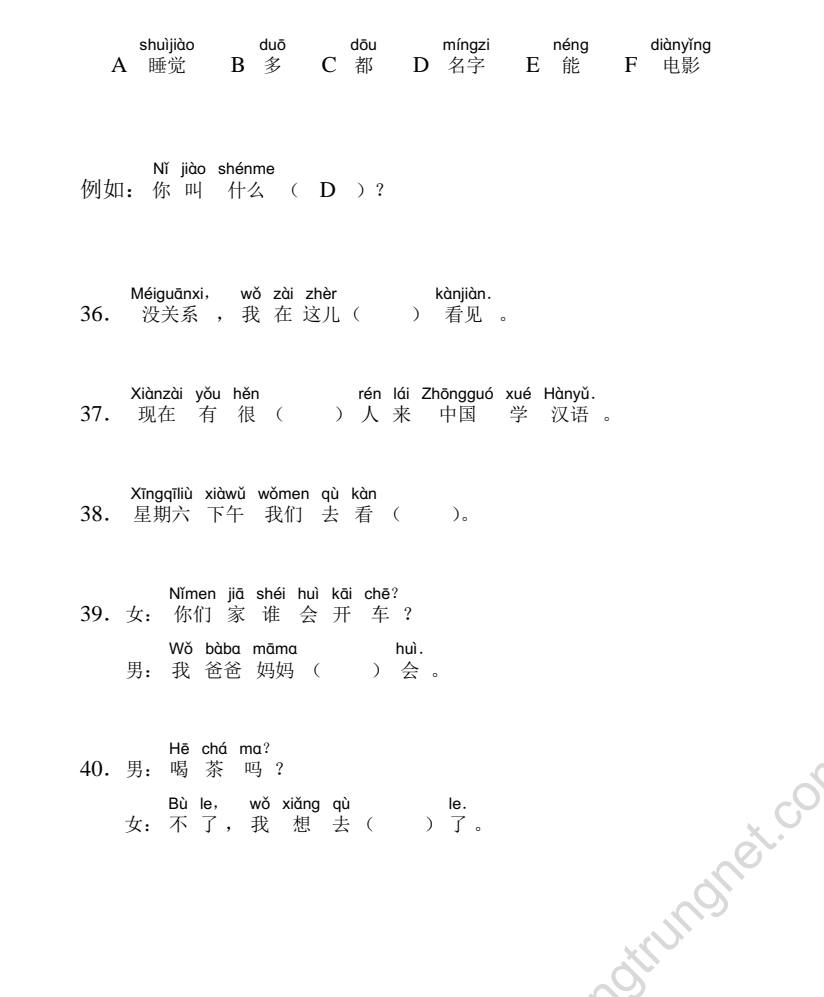 shuìjiào duō dōu míngzi néng diànyǐng
A 睡觉 B 多 C 都 D 名字 E 能 F 电影
Nǐ jiào shénme
例如：你 叫 什么 （ D ）？
Méiguānxi， wǒ zài zhèr kànjiàn．
36． 没关系 ，我 在 这儿（ ） 看见 。
Xiànzài yǒu hěn rén lái Zhōngguó xué Hànyǔ．
37． 现在 有 很 （ ）人 来 中国 学 汉语 。
Xīngqīliù xiàwǔ wǒmen qù kàn
38． 星期六 下午 我们 去 看 （ ）。
Nǐmen jiā shéi huì kāi chē？
39．女： 你们 家 谁 会 开 车 ？
Wǒ bàba māma huì．
男： 我 爸爸 妈妈 （ ） 会 。
Hē chá ma？
40．男： 喝 茶 吗 ？
Bù le， wǒ xiǎng qù le．
女： 不 了，我 想 去（ ）了 。